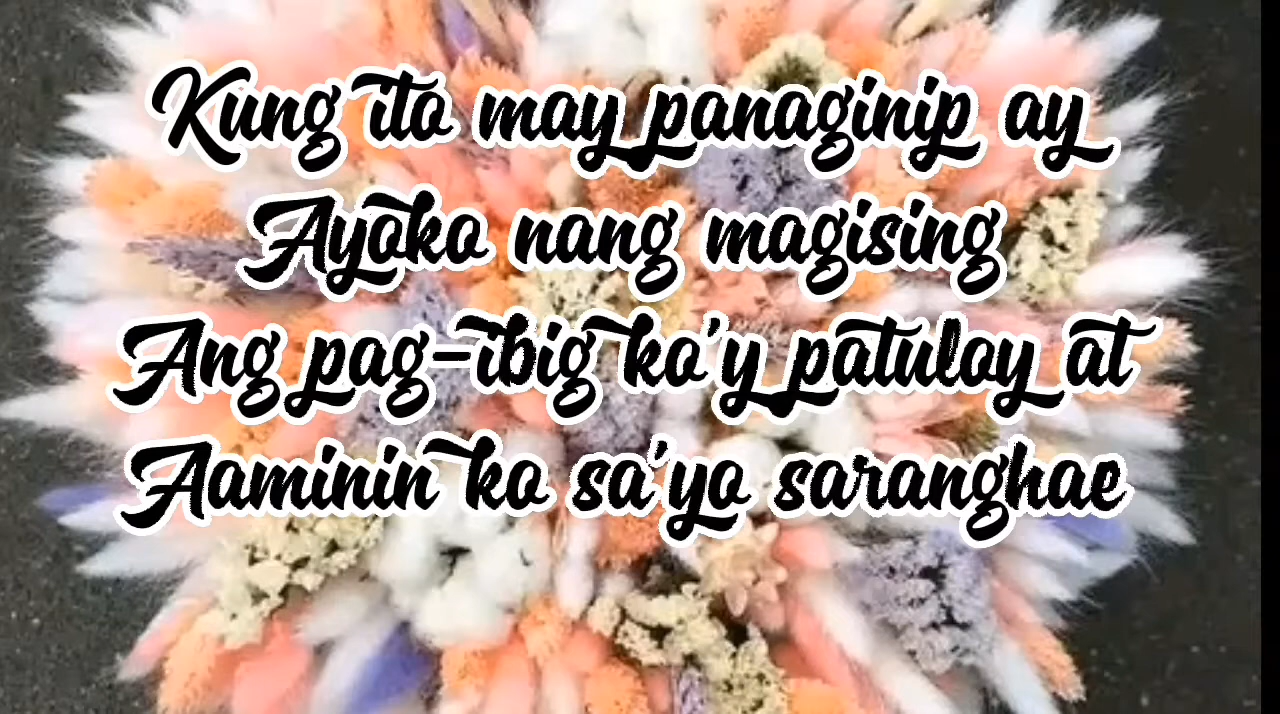 Kung ito may panaginip ay
Ayoko nang magising
Ang pag-ibig ko'y patuloy at
Aaminin ko sa'yo saranghae